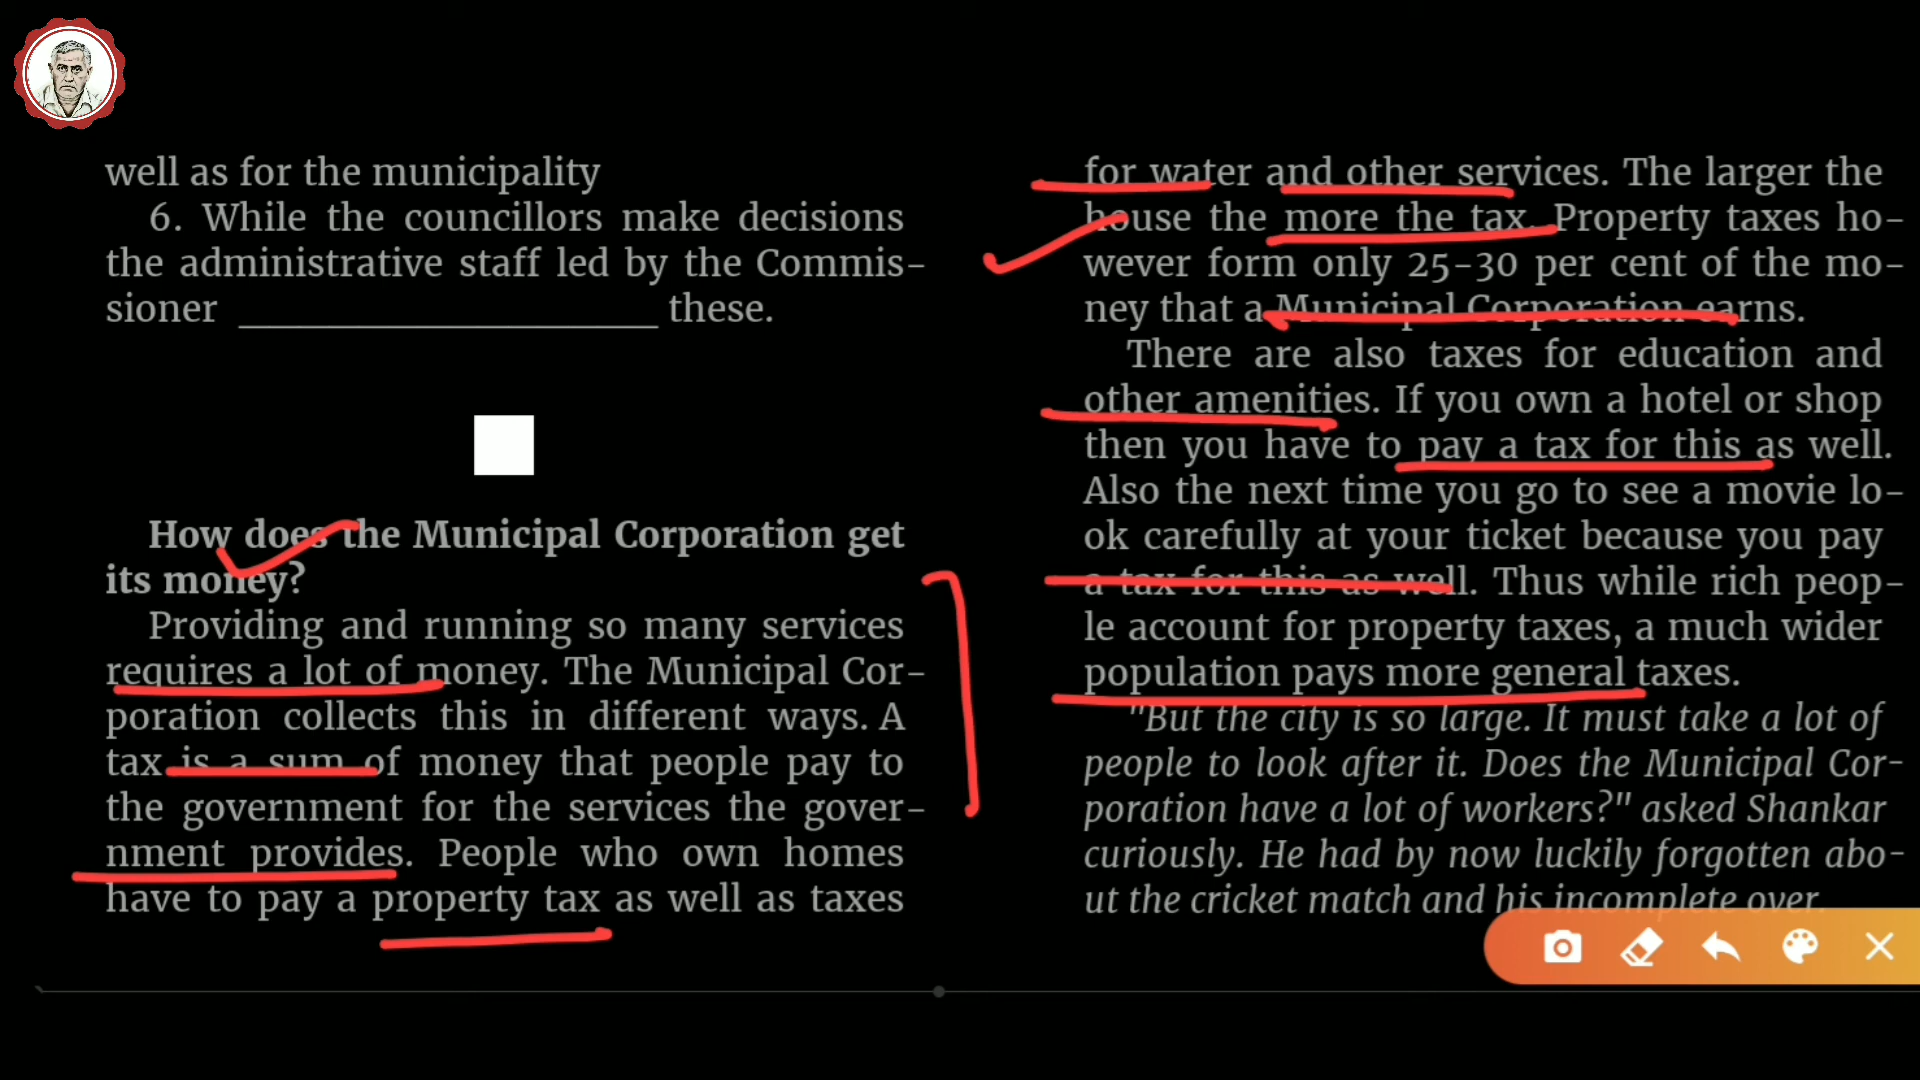 well as for the municipality
6. While the councillors make decisions
the administrative staff led by the Commis-
sioner ____________________ these.
How does the Municipal Corporation get
its money?
Providing and running so many services
requires a lot of money. The Municipal Cor-
poration collects this in different ways. A
tax is a sum of money that people pay to
the government for the services the gover-
nment provides. People who own homes
have to pay a property tax as well as taxes
for water and other services. The larger the
house the more the tax. Property taxes ho-
wever form only 25-30 per cent of the mo-
ney that a Municipal Corporation earns.
There are also taxes for education and
other amenities. If you own a hotel or shop
then you have to pay a tax for this as well.
Also the next time you go to see a movie lo-
ok carefully at your ticket because you pay
a tax for this as well. Thus while rich peop-
le account for property taxes, a much wider
population pays more general taxes.
"But the city is so large. It must take a lot of
people to look after it. Does the Municipal Cor-
poration have a lot of workers?" asked Shankar
curiously. He had by now luckily forgotten abo-
ut the cricket match and his incomplete over.